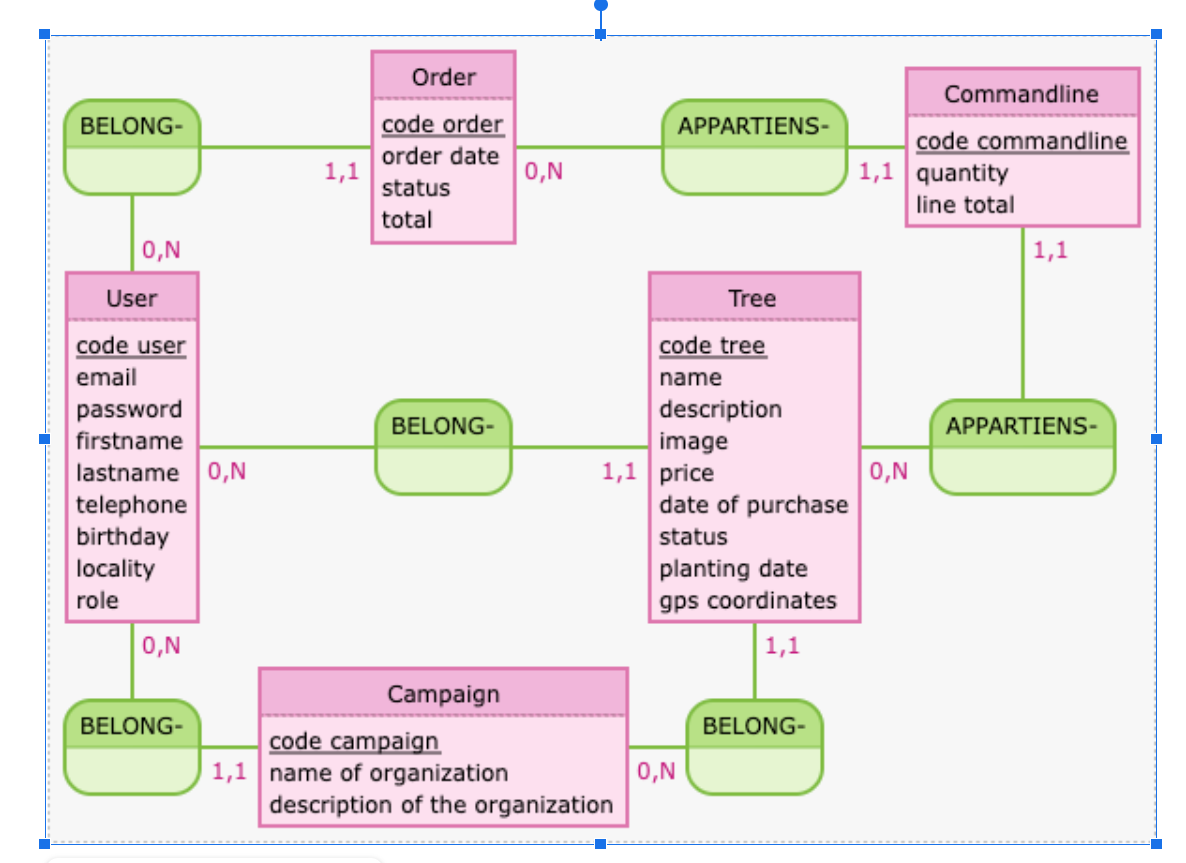 Order
code order
order date
status
total
Commandline
code commandline
quantity
line total
BELONG-
APPARTIENS-
1,1
0,N
1,1
0,N
1,1
User
code user
email
password
firstname
lastname
telephone
birthday
locality
role
Tree
code tree
name
description
image
price
date of purchase
status
planting date
gps coordinates
BELONG-
APPARTIENS-
0,N
1,1
0,N
0,N
1,1
Campaign
code campaign
name of organization
description of the organization
BELONG-
BELONG-
1,1
0,N